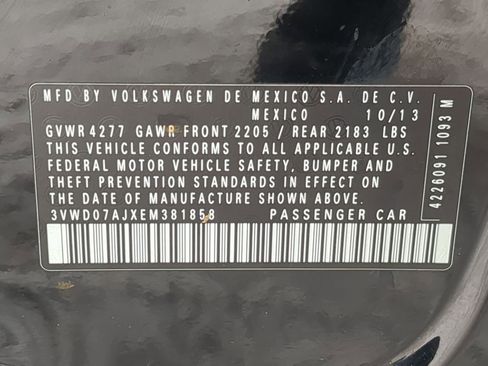 MFD BY VOLKSWAGEN DE MEXICO S.A. DE C.V.
MEXICO 10/13
GVWR 4277 GAWR FRONT 2205 / REAR 2183 LBS
THIS VEHICLE CONFORMS TO ALL APPLICABLE U.S.
FEDERAL MOTOR VEHICLE SAFETY, BUMPER AND
THEFT PREVENTION STANDARDS IN EFFECT ON
THE DATE OF MANUFACTURE SHOWN ABOVE.
3VWD07AJXEM381858 PASSENGER CAR
4226091 1093 M